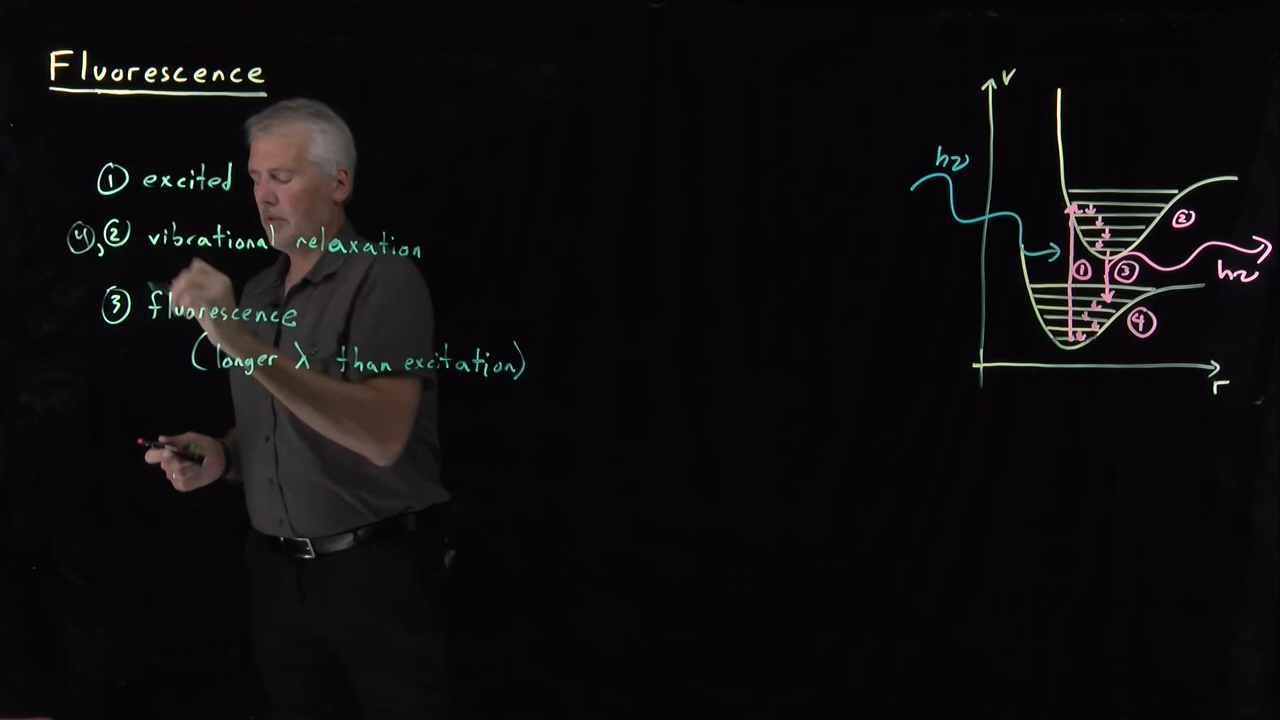 Fluorescence
① excited
④,② vibrational relaxation
③ fluorescence
(longer λ than excitation)
V
hν
②
① ③
hν
④
r